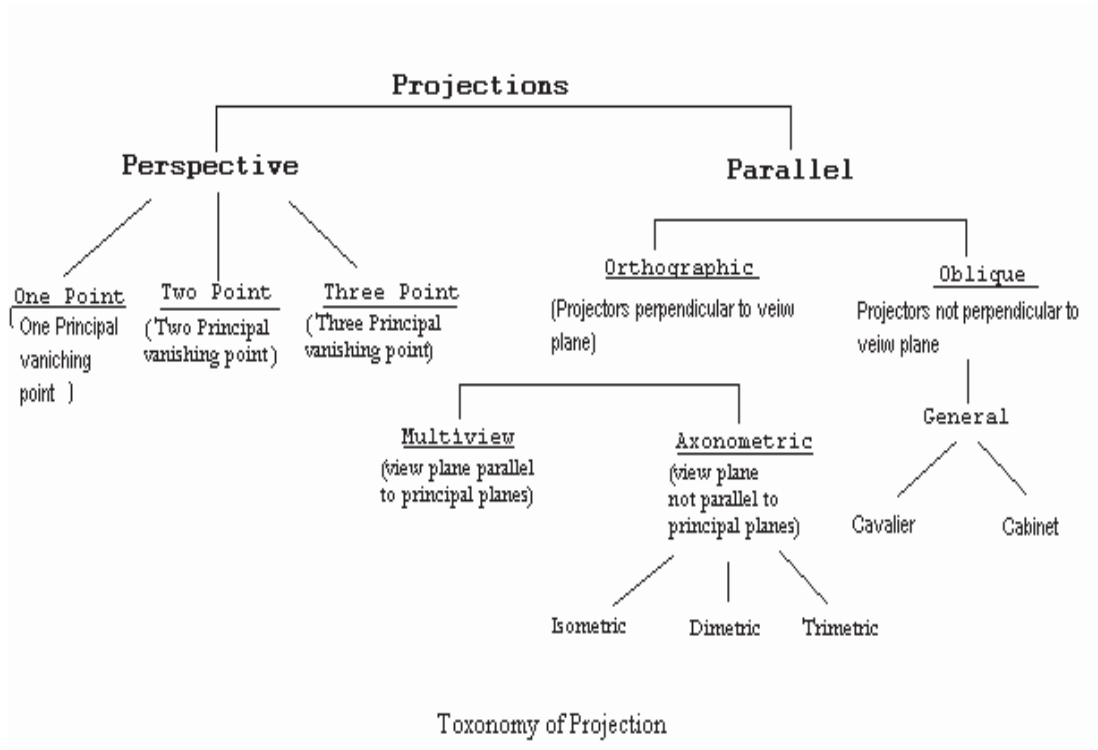 Projections
Perspective
Parallel
One Point
(One Principal
vaniching
point )
Two Point
(Two Principal
vanishing point)
Three Point
(Three Principal
vanishing point)
Orthographic
(Projectors perpendicular to veiw
plane)
Oblique
Projectors not perpendicular to
veiw plane
Multiview
(view plane parallel
to principal planes)
Axonometric
(view plane
not parallel to
principal planes)
General
Cavalier
Cabinet
Isometric
Dimetric
Trimetric
Toxonomy of Projection